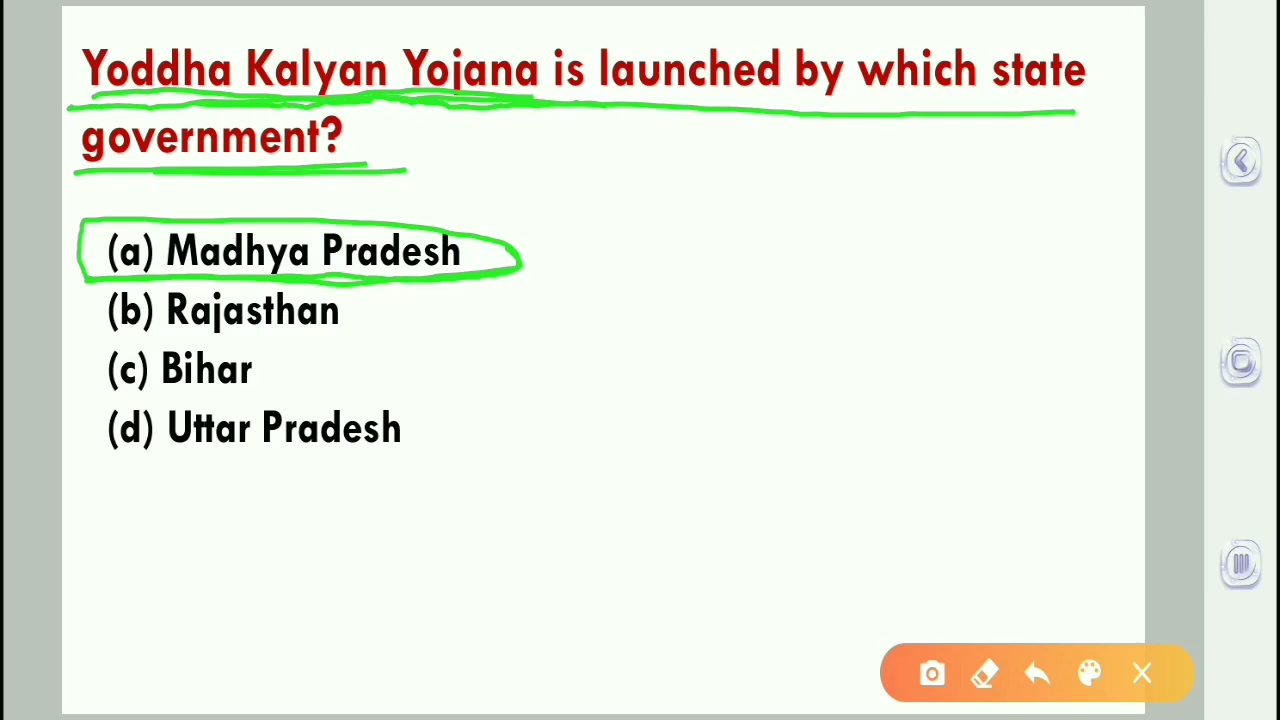 Yoddha Kalyan Yojana is launched by which state
government?
(a) Madhya Pradesh
(b) Rajasthan
(c) Bihar
(d) Uttar Pradesh